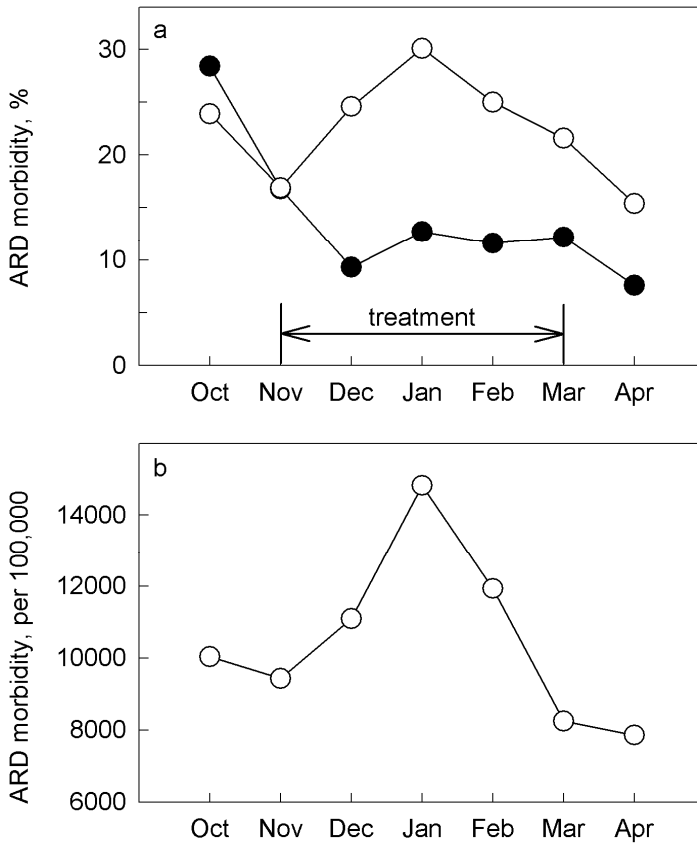 a
ARD morbidity, %
30
20
10
0
treatment
Oct Nov Dec Jan Feb Mar Apr
b
ARD morbidity, per 100,000
14000
12000
10000
8000
6000
Oct Nov Dec Jan Feb Mar Apr